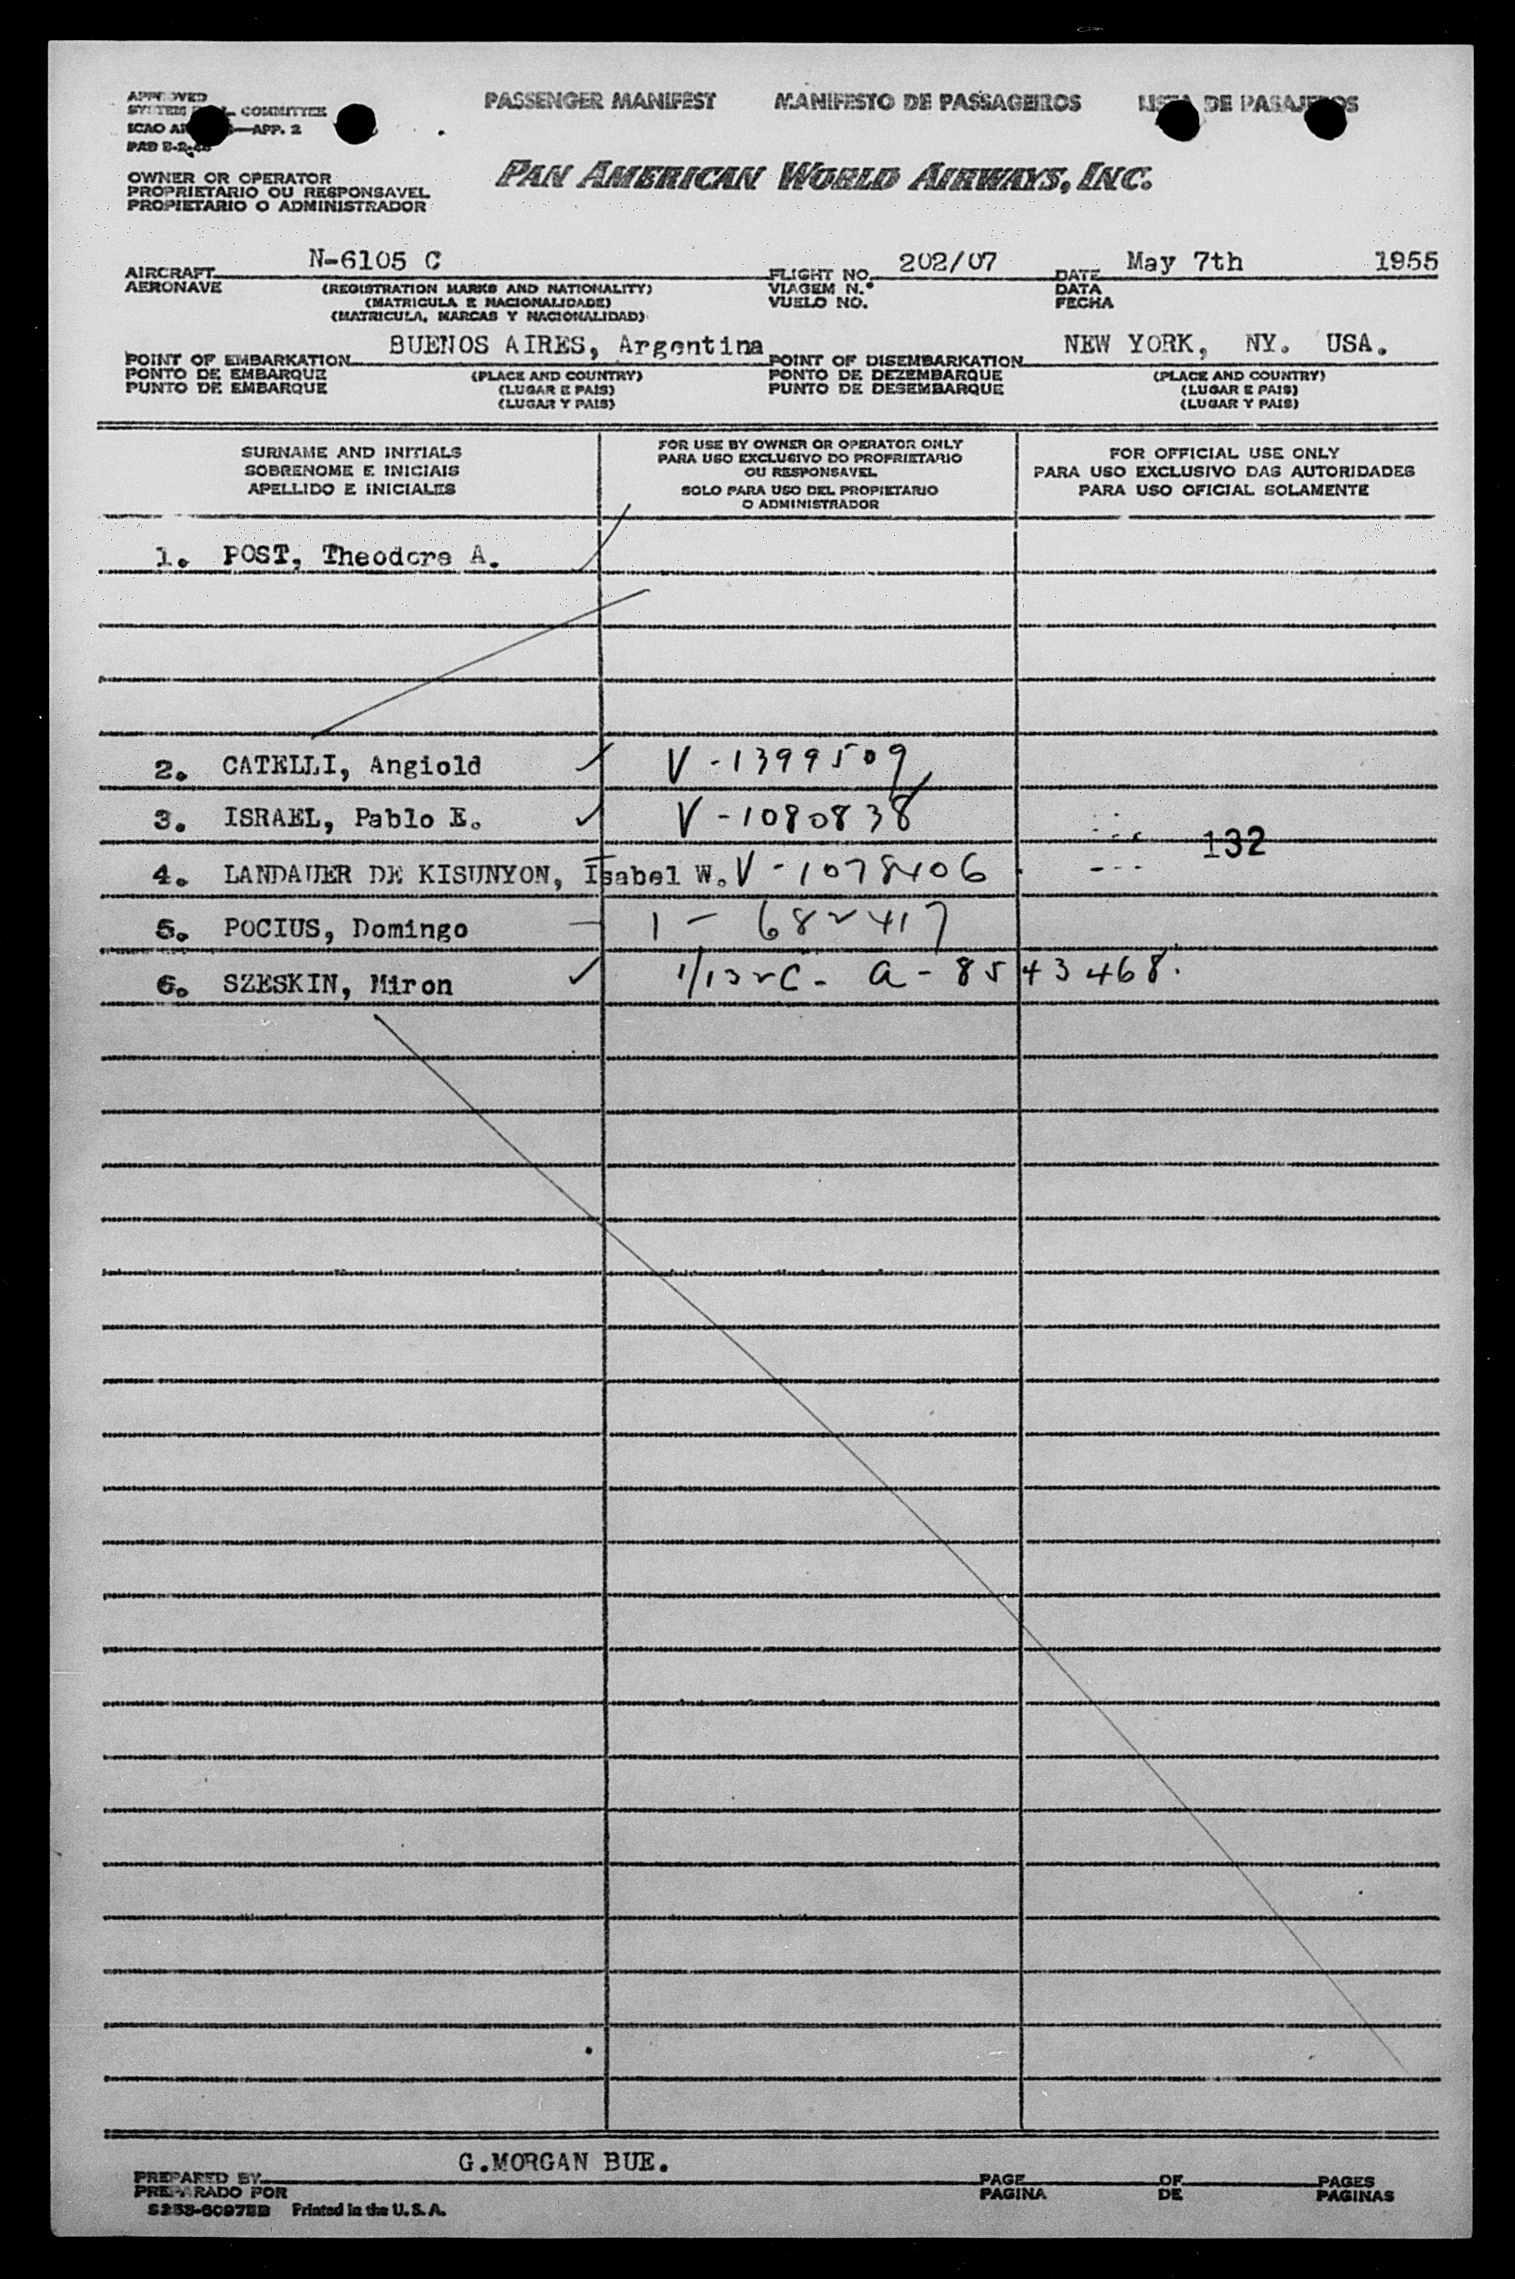 PASSENGER MANIFEST MANIFESTO DE PASSAGEIROS LISTA DE PASAJEROS
APPROVED
COMMITTEE
ICAO —APP. 2
OWNER OR OPERATOR
PROPRIETARIO OU RESPONSAVEL
PROPIETARIO O ADMINISTRADOR
PAN AMERICAN WORLD AIRWAYS, INC.
AIRCRAFT N-6105 C FLIGHT NO. 202/07 DATE May 7th 1955
AERONAVE (REGISTRATION MARKS AND NATIONALITY) VIAGEM N.° DATA
(MATRICULA E NACIONALIDADE) VUELO NO. FECHA
(MATRICULA, MARCAS Y NACIONALIDAD)
POINT OF EMBARKATION BUENOS AIRES, Argentina POINT OF DISEMBARKATION NEW YORK, NY. USA.
PONTO DE EMBARQUE (PLACE AND COUNTRY) PONTO DE DEZEMBARQUE (PLACE AND COUNTRY)
PUNTO DE EMBARQUE (LUGAR E PAIS) PUNTO DE DESEMBARQUE (LUGAR E PAIS)
(LUGAR Y PAIS) (LUGAR Y PAIS)
SURNAME AND INITIALS
SOBRENOME E INICIAIS
APELLIDO E INICIALES
FOR USE BY OWNER OR OPERATOR ONLY
PARA USO EXCLUSIVO DO PROPRIETARIO
OU RESPONSAVEL
SOLO PARA USO DEL PROPIETARIO
O ADMINISTRADOR
FOR OFFICIAL USE ONLY
PARA USO EXCLUSIVO DAS AUTORIDADES
PARA USO OFICIAL SOLAMENTE
1. POST, Theodore A.
2. CATELLI, Angiold V-1399509
3. ISRAEL, Pablo E. V-1080838
132
4. LANDAUER DE KISUNYON, Isabel W. V-1078406
5. POCIUS, Domingo 1-682417
6. SZESKIN, Miron a-8543468.
G.MORGAN BUE.
PREPARED BY PAGE OF PAGES
PREPARADO POR PAGINA DE PAGINAS
Printed in the U. S. A.